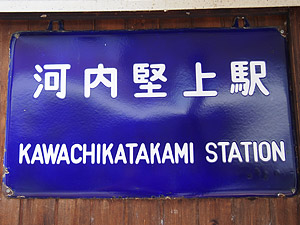 河内堅上駅
KAWACHIKATAKAMI STATION